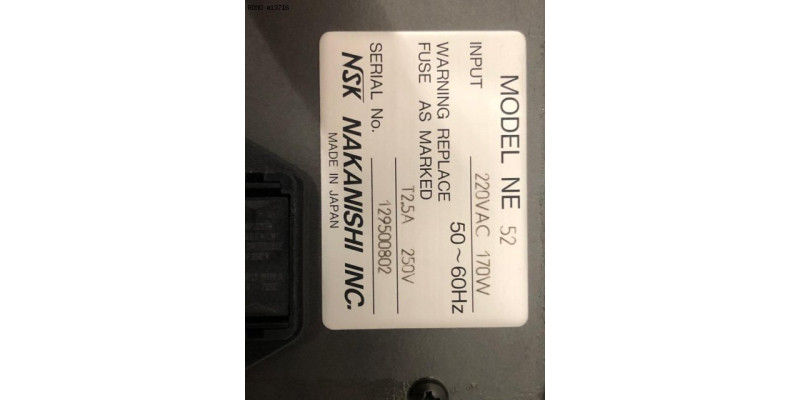 MODEL NE 52
INPUT 220VAC 170W
50~60Hz
WARNING REPLACE
FUSE AS MARKED T2.5A 250V
SERIAL No. 129500802
NSK NAKANISHI INC.
MADE IN JAPAN